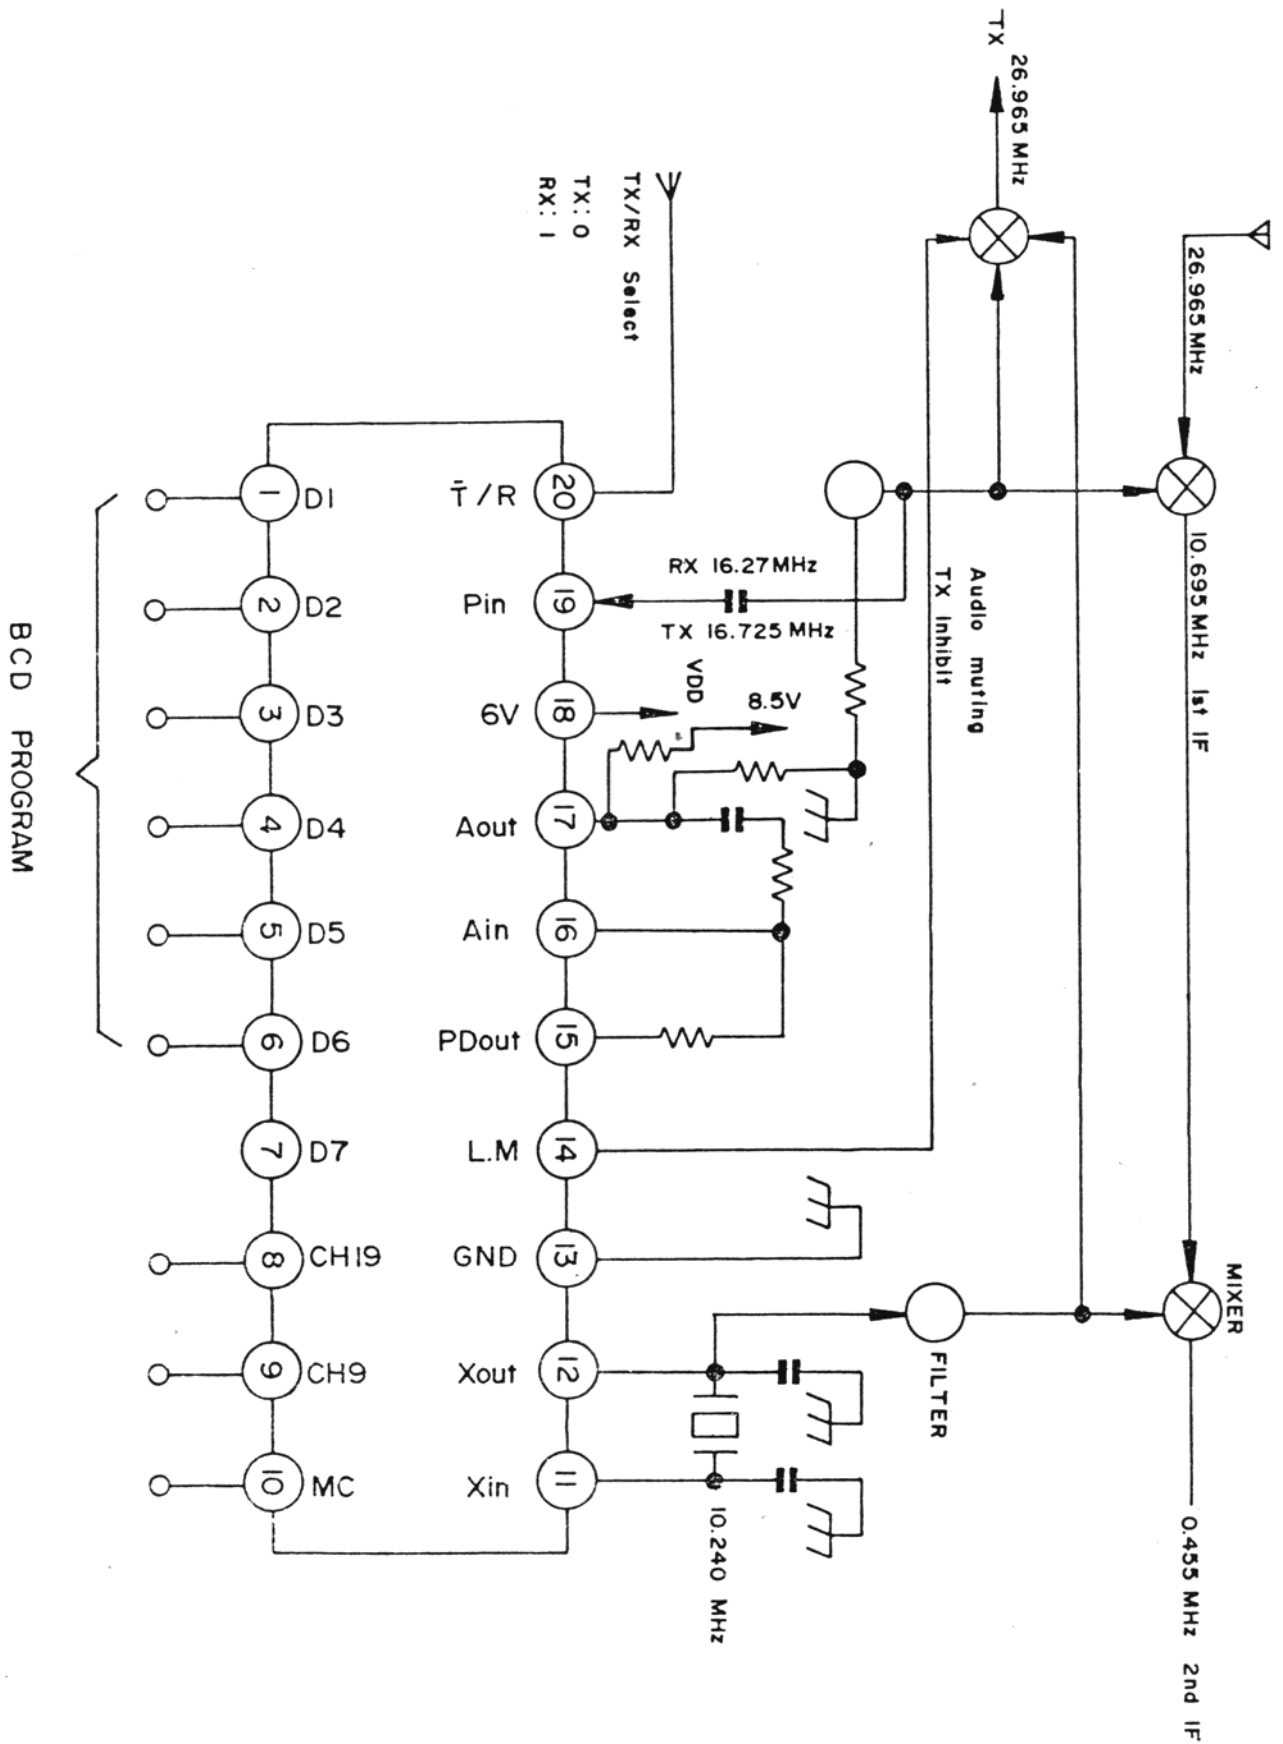 TX
26.965 MHz
26.965 MHz
TX/RX Select
TX: 0
RX: 1
10.695 MHz 1st IF
Audio muting
TX Inhibit
RX 16.27MHz
TX 16.725 MHz
VDD
8.5V
MIXER
FILTER
10.240 MHz
0.455 MHz 2nd IF
1 D1 T̄/R 20
2 D2 Pin 19
3 D3 6V 18
4 D4 Aout 17
5 D5 Ain 16
6 D6 PDout 15
7 D7 L.M 14
8 CH19 GND 13
9 CH9 Xout 12
10 MC Xin 11
BCD PROGRAM